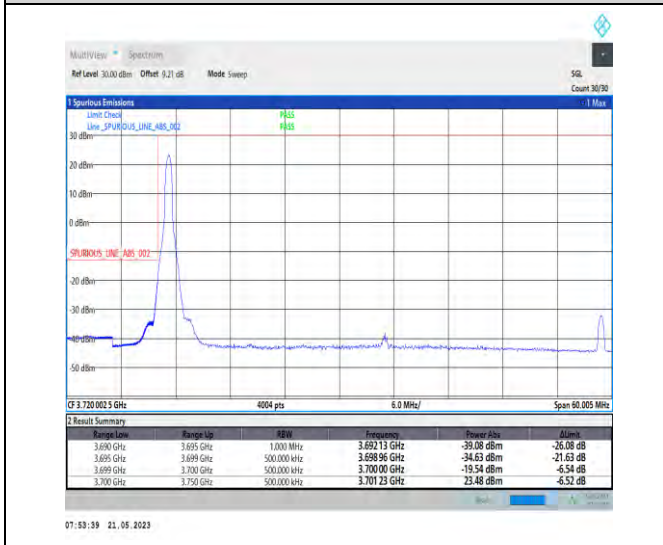 MultiView Spectrum
Ref Level 30.00 dBm Offset 9.21 dB Mode Sweep SGL
Count 30/30
1 Spurious Emissions 1 Max
Limit Check PASS
Line _SPURIOUS_LINE_ABS_002 PASS
30 dBm
20 dBm
10 dBm
0 dBm
_SPURIOUS_LINE_ABS_002
-20 dBm
-30 dBm
-40 dBm
-50 dBm
CF 3.720 002 5 GHz 4004 pts 6.0 MHz/ Span 60.005 MHz
2 Result Summary
Range Low Range Up RBW Frequency Power Abs ΔLimit
3.690 GHz 3.695 GHz 1.000 MHz 3.692 13 GHz -39.08 dBm -26.08 dB
3.695 GHz 3.699 GHz 500.000 kHz 3.698 96 GHz -34.63 dBm -21.63 dB
3.699 GHz 3.700 GHz 500.000 kHz 3.700 00 GHz -19.54 dBm -6.54 dB
3.700 GHz 3.750 GHz 500.000 kHz 3.701 23 GHz 23.48 dBm -6.52 dB
07:53:39 21.05.2023